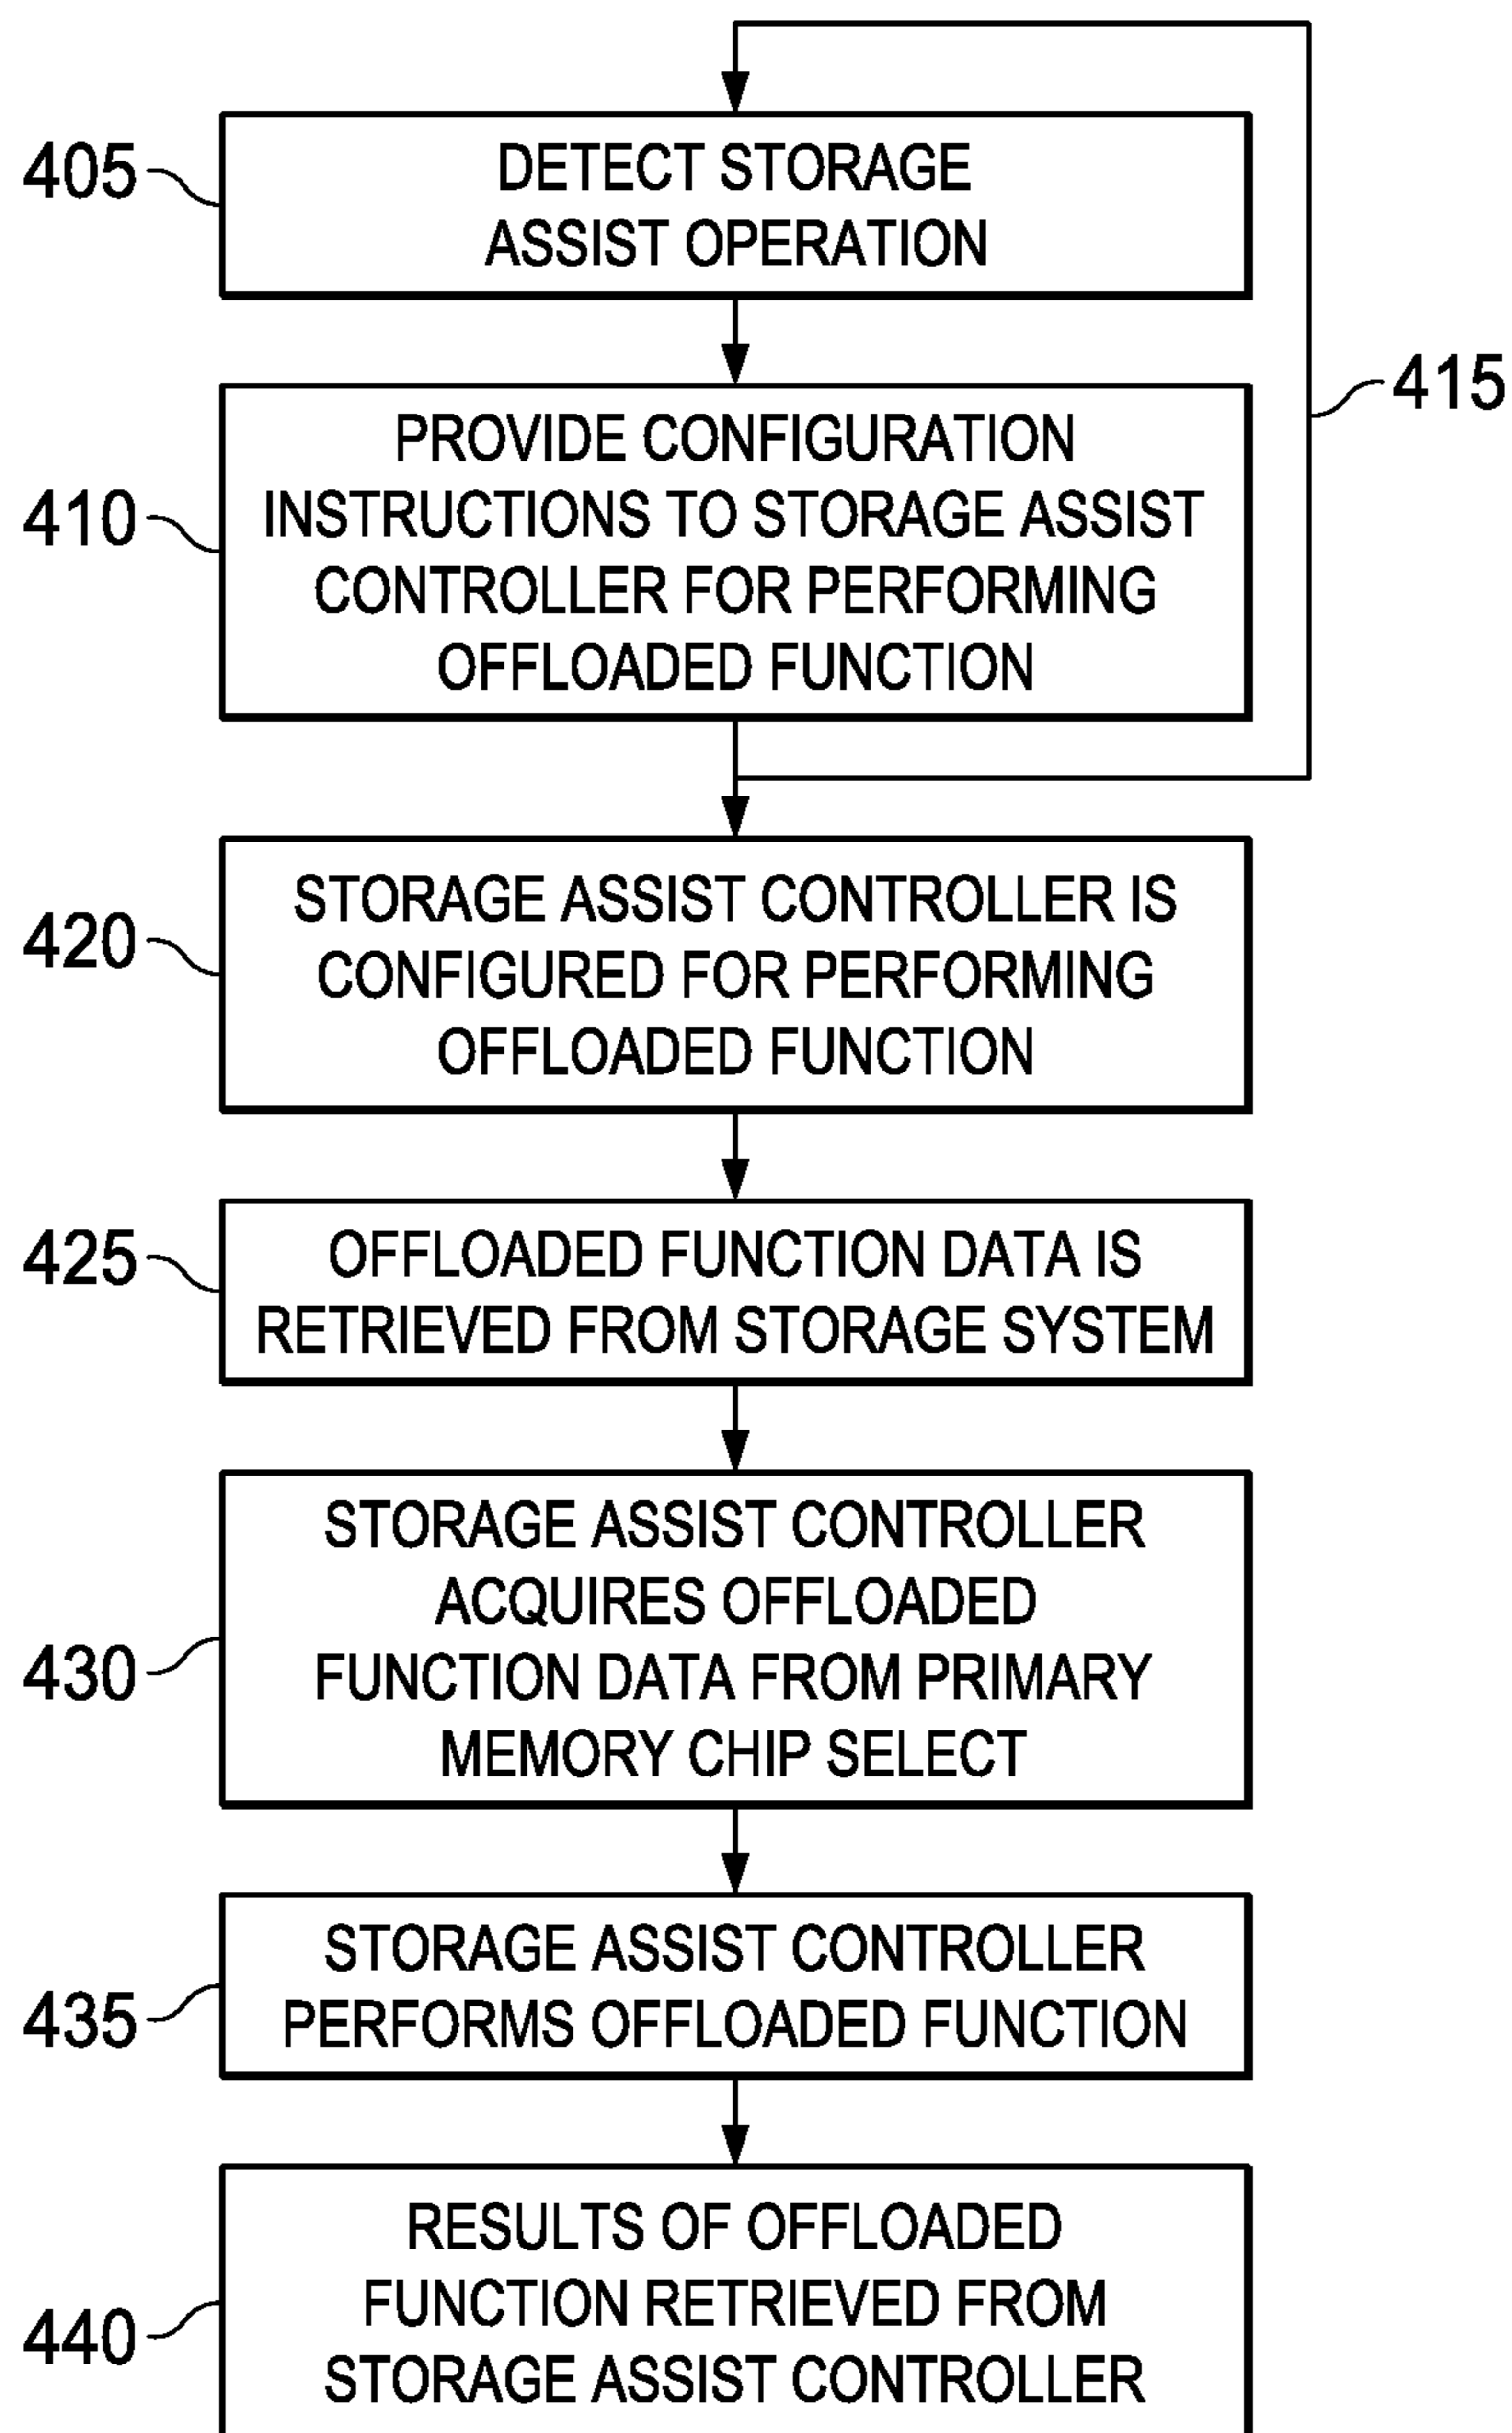 405
DETECT STORAGE
ASSIST OPERATION
415
410
PROVIDE CONFIGURATION
INSTRUCTIONS TO STORAGE ASSIST
CONTROLLER FOR PERFORMING
OFFLOADED FUNCTION
420
STORAGE ASSIST CONTROLLER IS
CONFIGURED FOR PERFORMING
OFFLOADED FUNCTION
425
OFFLOADED FUNCTION DATA IS
RETRIEVED FROM STORAGE SYSTEM
430
STORAGE ASSIST CONTROLLER
ACQUIRES OFFLOADED
FUNCTION DATA FROM PRIMARY
MEMORY CHIP SELECT
435
STORAGE ASSIST CONTROLLER
PERFORMS OFFLOADED FUNCTION
440
RESULTS OF OFFLOADED
FUNCTION RETRIEVED FROM
STORAGE ASSIST CONTROLLER